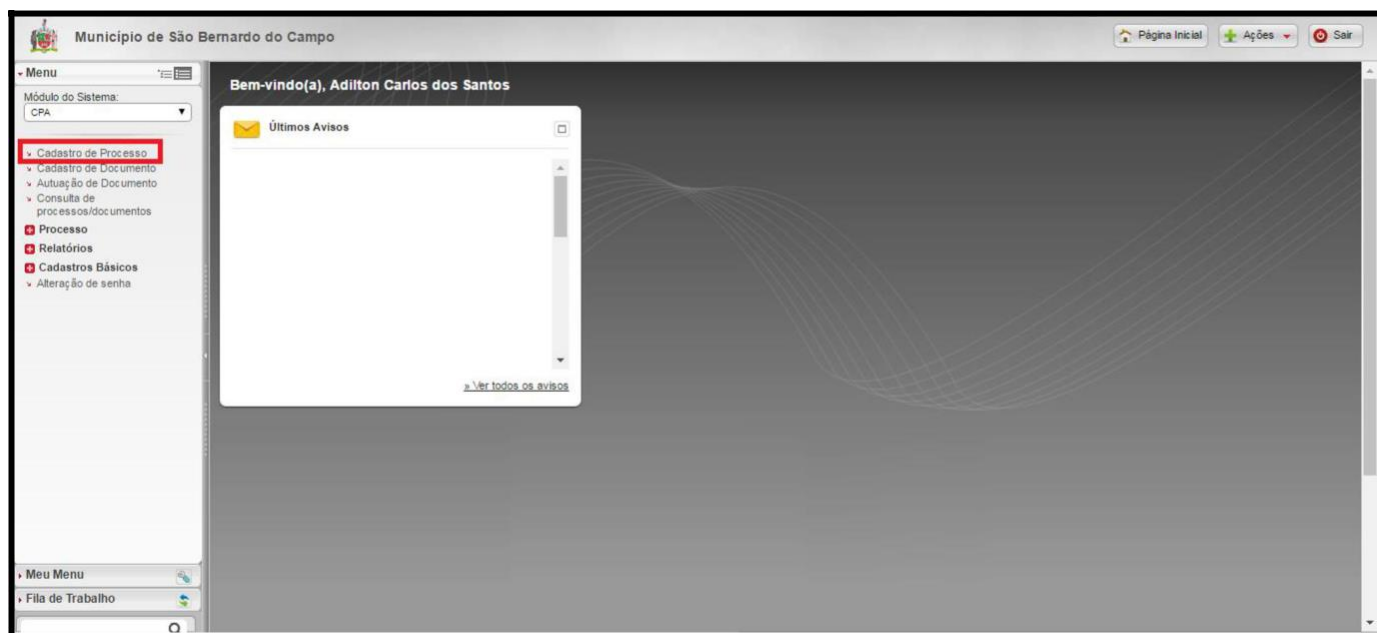 Município de São Bernardo do Campo
Página Inicial
Ações
Sair
Menu
Módulo do Sistema:
CPA
Cadastro de Processo
Cadastro de Documento
Autuação de Documento
Consulta de
processos/documentos
Processo
Relatórios
Cadastros Básicos
Alteração de senha
Meu Menu
Fila de Trabalho
Bem-vindo(a), Adilton Carlos dos Santos
Últimos Avisos
» Ver todos os avisos